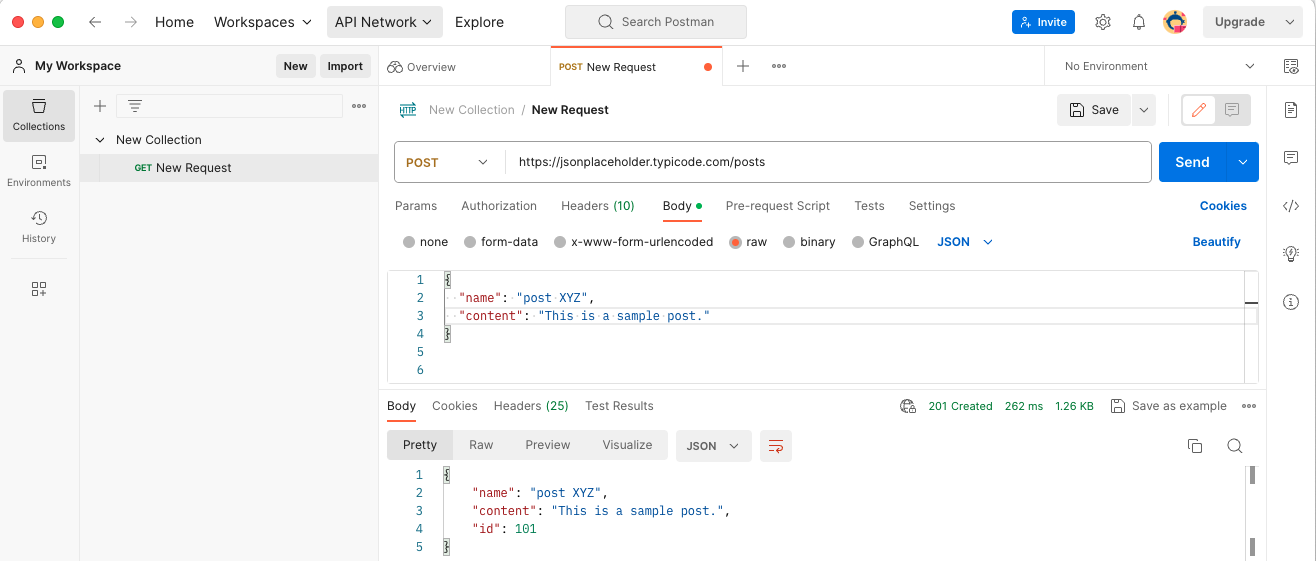 Home Workspaces API Network Explore Search Postman Invite Upgrade
My Workspace New Import Overview POST New Request No Environment
Collections
Environments
History
New Collection
GET New Request
HTTP New Collection / New Request Save
POST https://jsonplaceholder.typicode.com/posts Send
Params Authorization Headers (10) Body Pre-request Script Tests Settings Cookies
none form-data x-www-form-urlencoded raw binary GraphQL JSON Beautify
1 {
2 "name": "post XYZ",
3 "content": "This is a sample post."
4 }
5
6
Body Cookies Headers (25) Test Results 201 Created 262 ms 1.26 KB Save as example
Pretty Raw Preview Visualize JSON
1 {
2 "name": "post XYZ",
3 "content": "This is a sample post.",
4 "id": 101
5 }